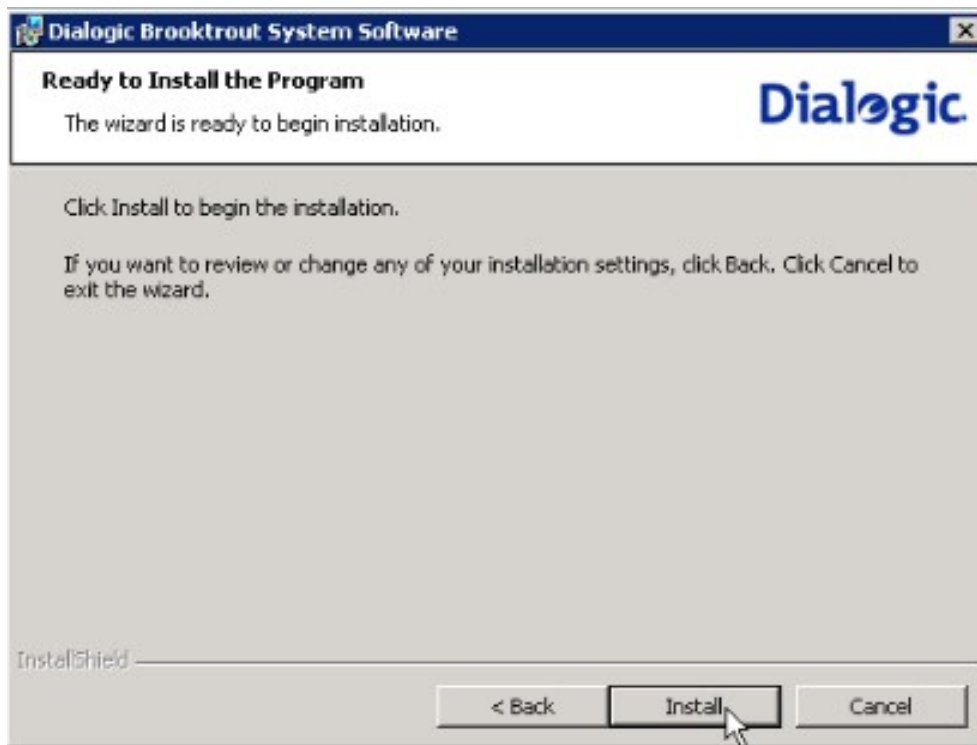 Dialogic Brooktrout System Software
Ready to Install the Program
The wizard is ready to begin installation.
Dialogic
Click Install to begin the installation.
If you want to review or change any of your installation settings, click Back. Click Cancel to
exit the wizard.
InstallShield
< Back
Install
Cancel